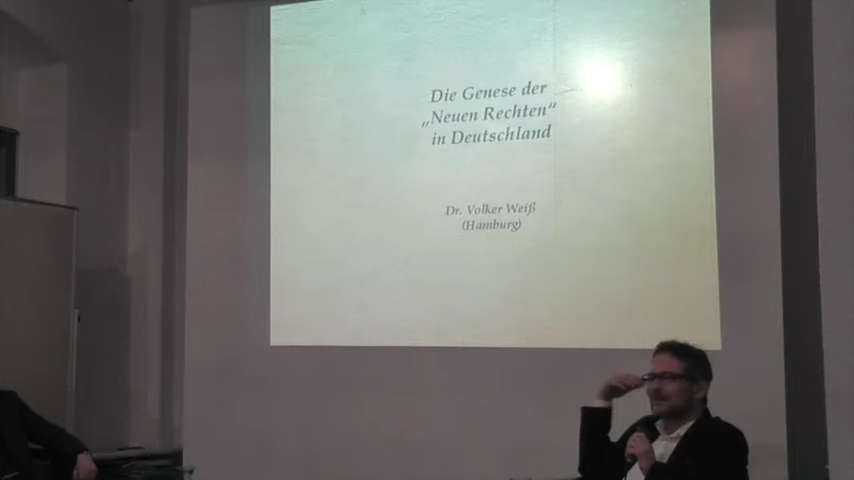 Die Genese der
„Neuen Rechten“
in Deutschland
Dr. Volker Weiß
(Hamburg)